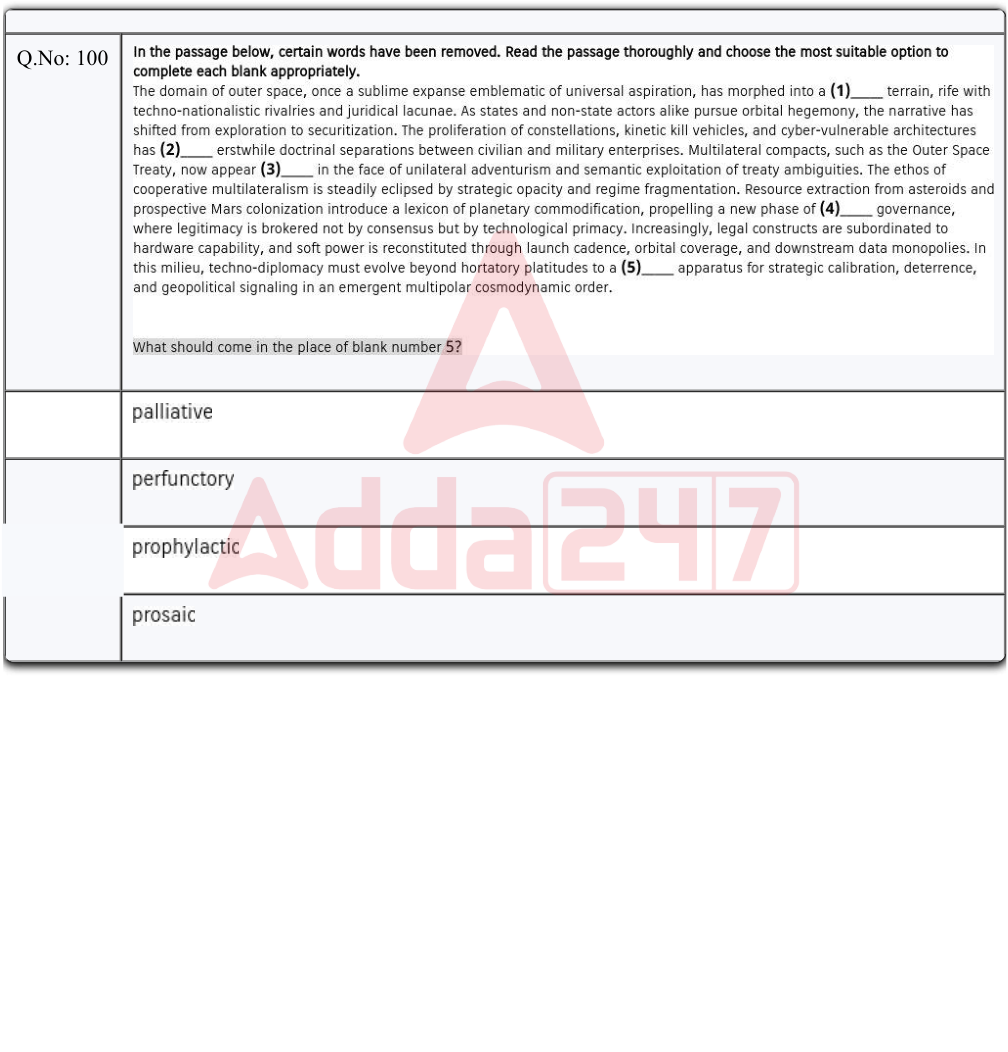 Q.No: 100
In the passage below, certain words have been removed. Read the passage thoroughly and choose the most suitable option to
complete each blank appropriately.
The domain of outer space, once a sublime expanse emblematic of universal aspiration, has morphed into a (1)____ terrain, rife with
techno-nationalistic rivalries and juridical lacunae. As states and non-state actors alike pursue orbital hegemony, the narrative has
shifted from exploration to securitization. The proliferation of constellations, kinetic kill vehicles, and cyber-vulnerable architectures
has (2)____ erstwhile doctrinal separations between civilian and military enterprises. Multilateral compacts, such as the Outer Space
Treaty, now appear (3)____ in the face of unilateral adventurism and semantic exploitation of treaty ambiguities. The ethos of
cooperative multilateralism is steadily eclipsed by strategic opacity and regime fragmentation. Resource extraction from asteroids and
prospective Mars colonization introduce a lexicon of planetary commodification, propelling a new phase of (4)____ governance,
where legitimacy is brokered not by consensus but by technological primacy. Increasingly, legal constructs are subordinated to
hardware capability, and soft power is reconstituted through launch cadence, orbital coverage, and downstream data monopolies. In
this milieu, techno-diplomacy must evolve beyond hortatory platitudes to a (5)____ apparatus for strategic calibration, deterrence,
and geopolitical signaling in an emergent multipolar cosmodynamic order.
What should come in the place of blank number 5?
palliative
perfunctory
prophylactic
prosaic
Adda247